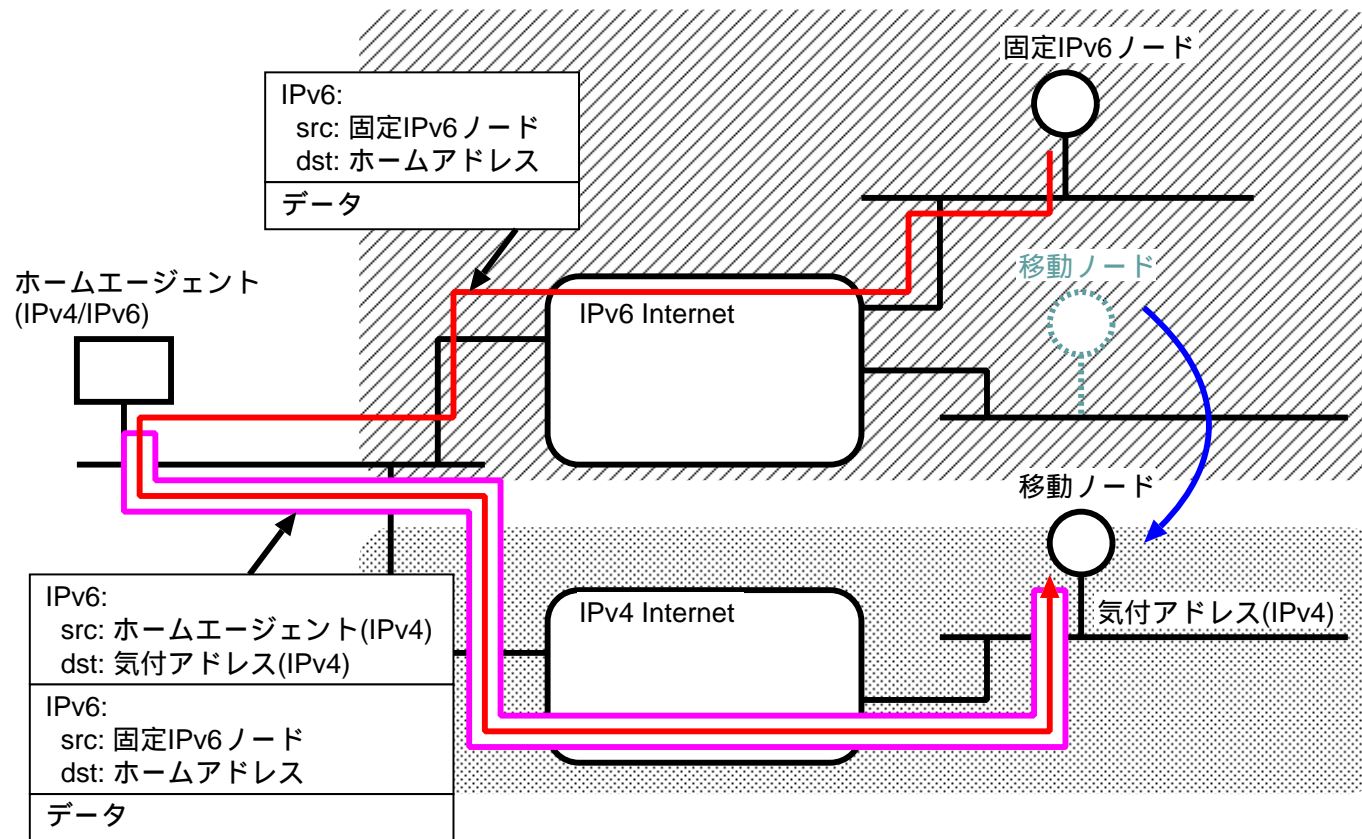 固定IPv6ノード
IPv6:
src: 固定IPv6ノード
dst: ホームアドレス
データ
移動ノード
ホームエージェント
(IPv4/IPv6)
IPv6 Internet
移動ノード
IPv6:
src: ホームエージェント(IPv4)
dst: 気付アドレス(IPv4)
IPv6:
src: 固定IPv6ノード
dst: ホームアドレス
データ
IPv4 Internet
気付アドレス(IPv4)